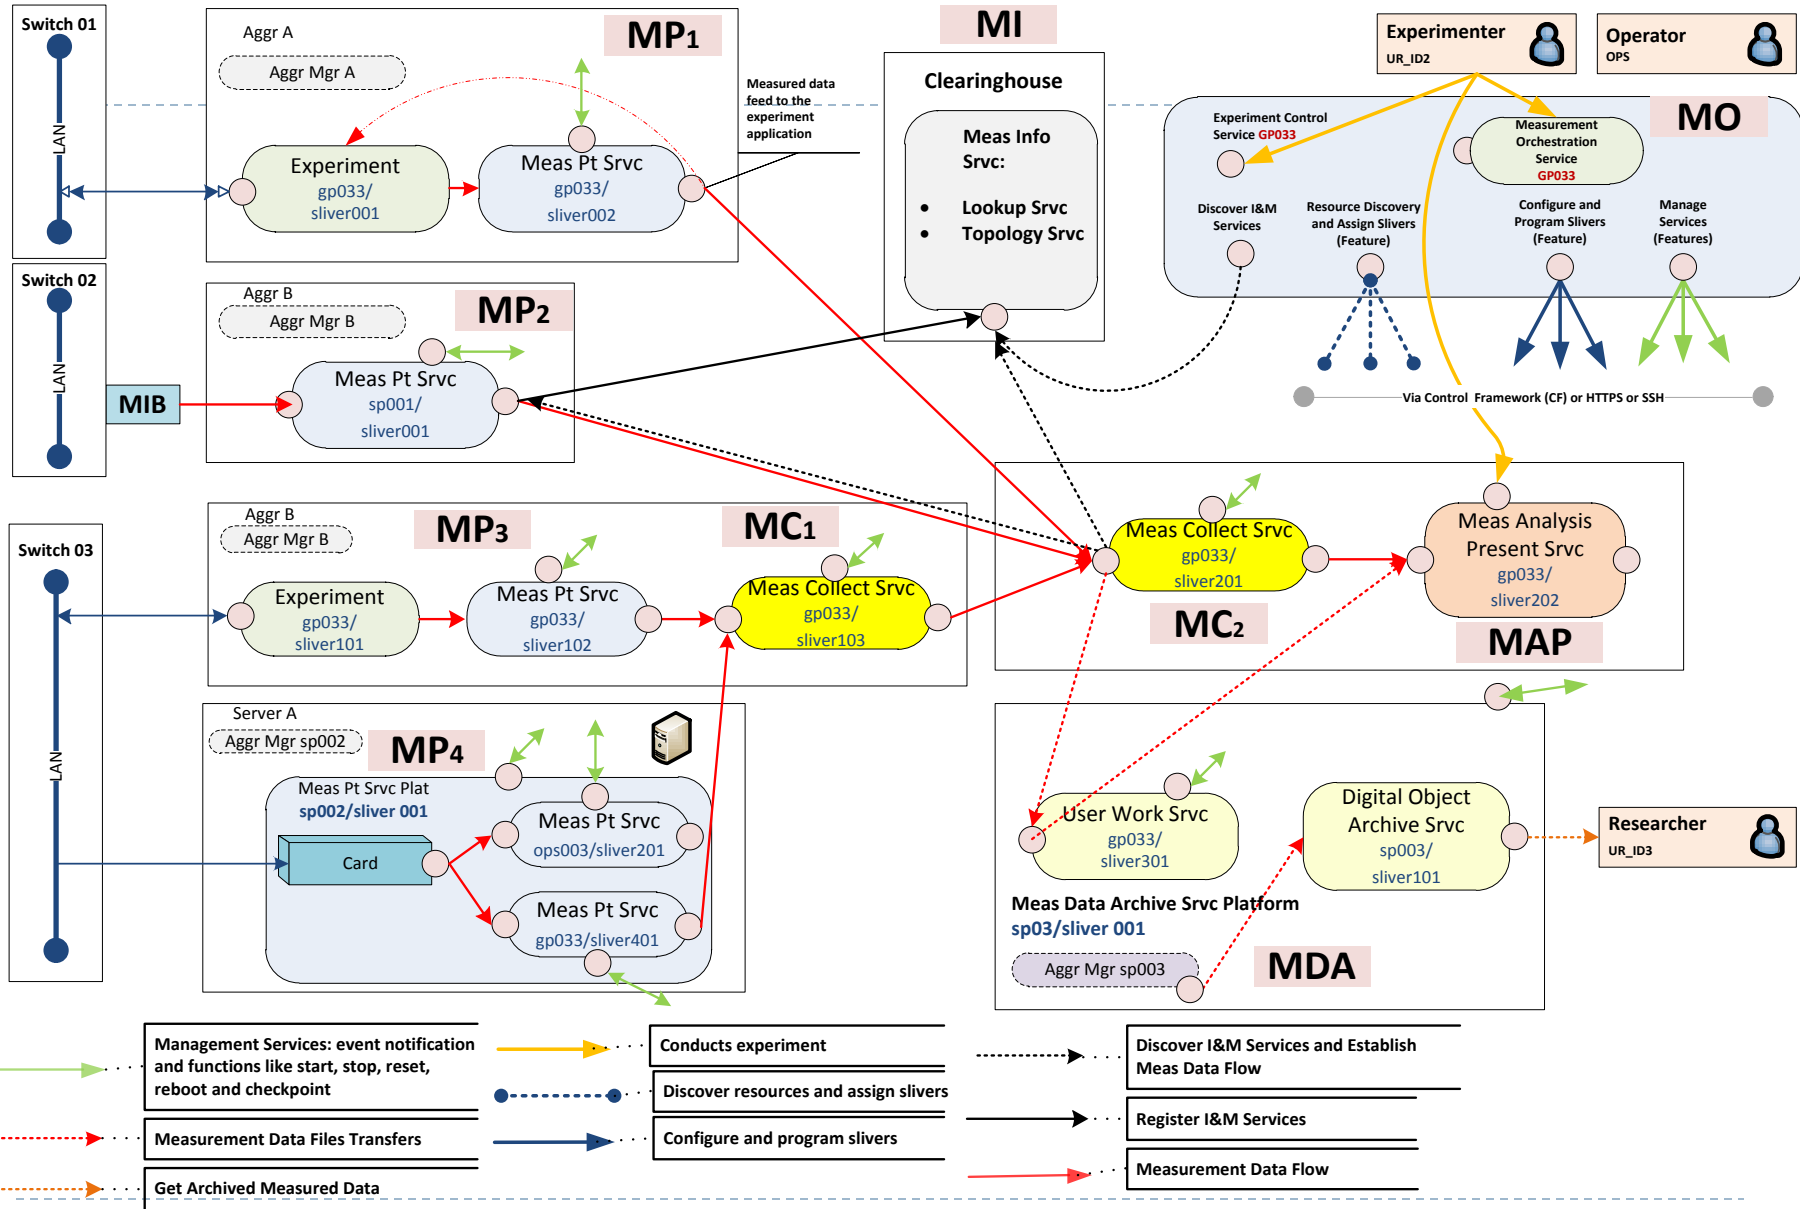 Switch 01
LAN
Aggr A
Aggr Mgr A
MP1
Experiment
gp033/
sliver001
Meas Pt Srvc
gp033/
sliver002
Measured data
feed to the
experiment
application
MI
Clearinghouse
Meas Info
Srvc:
• Lookup Srvc
• Topology Srvc
Experimenter
UR_ID2
Operator
OPS
MO
Experiment Control
Service GP033
Measurement
Orchestration
Service
GP033
Discover I&M
Services
Resource Discovery
and Assign Slivers
(Feature)
Configure and
Program Slivers
(Feature)
Manage
Services
(Features)
Via Control Framework (CF) or HTTPS or SSH
Switch 02
LAN
MIB
Aggr B
Aggr Mgr B
MP2
Meas Pt Srvc
sp001/
sliver001
Switch 03
LAN
Aggr B
Aggr Mgr B
MP3
MC1
Experiment
gp033/
sliver101
Meas Pt Srvc
gp033/
sliver102
Meas Collect Srvc
gp033/
sliver103
Meas Collect Srvc
gp033/
sliver201
MC2
Meas Analysis
Present Srvc
gp033/
sliver202
MAP
Server A
Aggr Mgr sp002
MP4
Meas Pt Srvc Plat
sp002/sliver 001
Card
Meas Pt Srvc
ops003/sliver201
Meas Pt Srvc
gp033/sliver401
User Work Srvc
gp033/
sliver301
Digital Object
Archive Srvc
sp003/
sliver101
Meas Data Archive Srvc Platform
sp03/sliver 001
Aggr Mgr sp003
MDA
Researcher
UR_ID3
Management Services: event notification
and functions like start, stop, reset,
reboot and checkpoint
Measurement Data Files Transfers
Get Archived Measured Data
Conducts experiment
Discover resources and assign slivers
Configure and program slivers
Discover I&M Services and Establish
Meas Data Flow
Register I&M Services
Measurement Data Flow